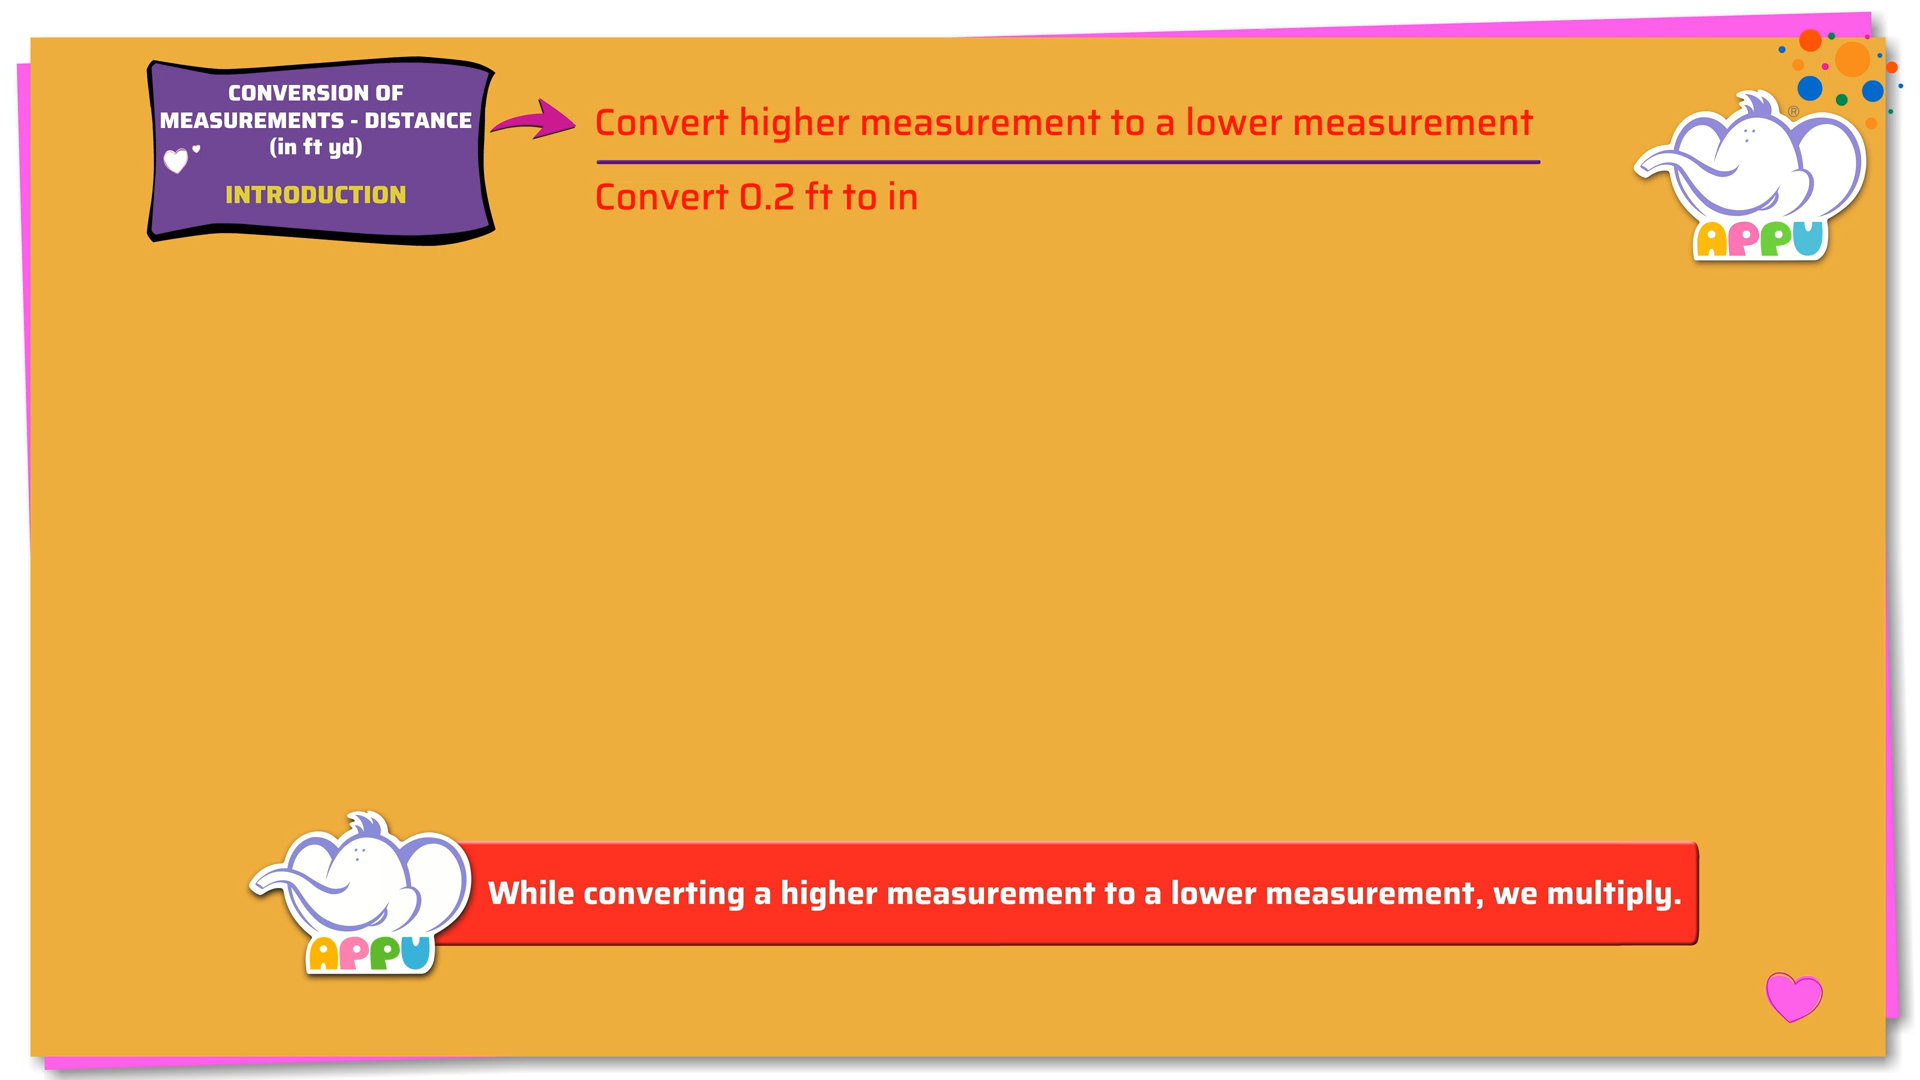 CONVERSION OF
MEASUREMENTS - DISTANCE
(in ft yd)
INTRODUCTION
Convert higher measurement to a lower measurement
Convert 0.2 ft to in
®
APPU
While converting a higher measurement to a lower measurement, we multiply.
APPU